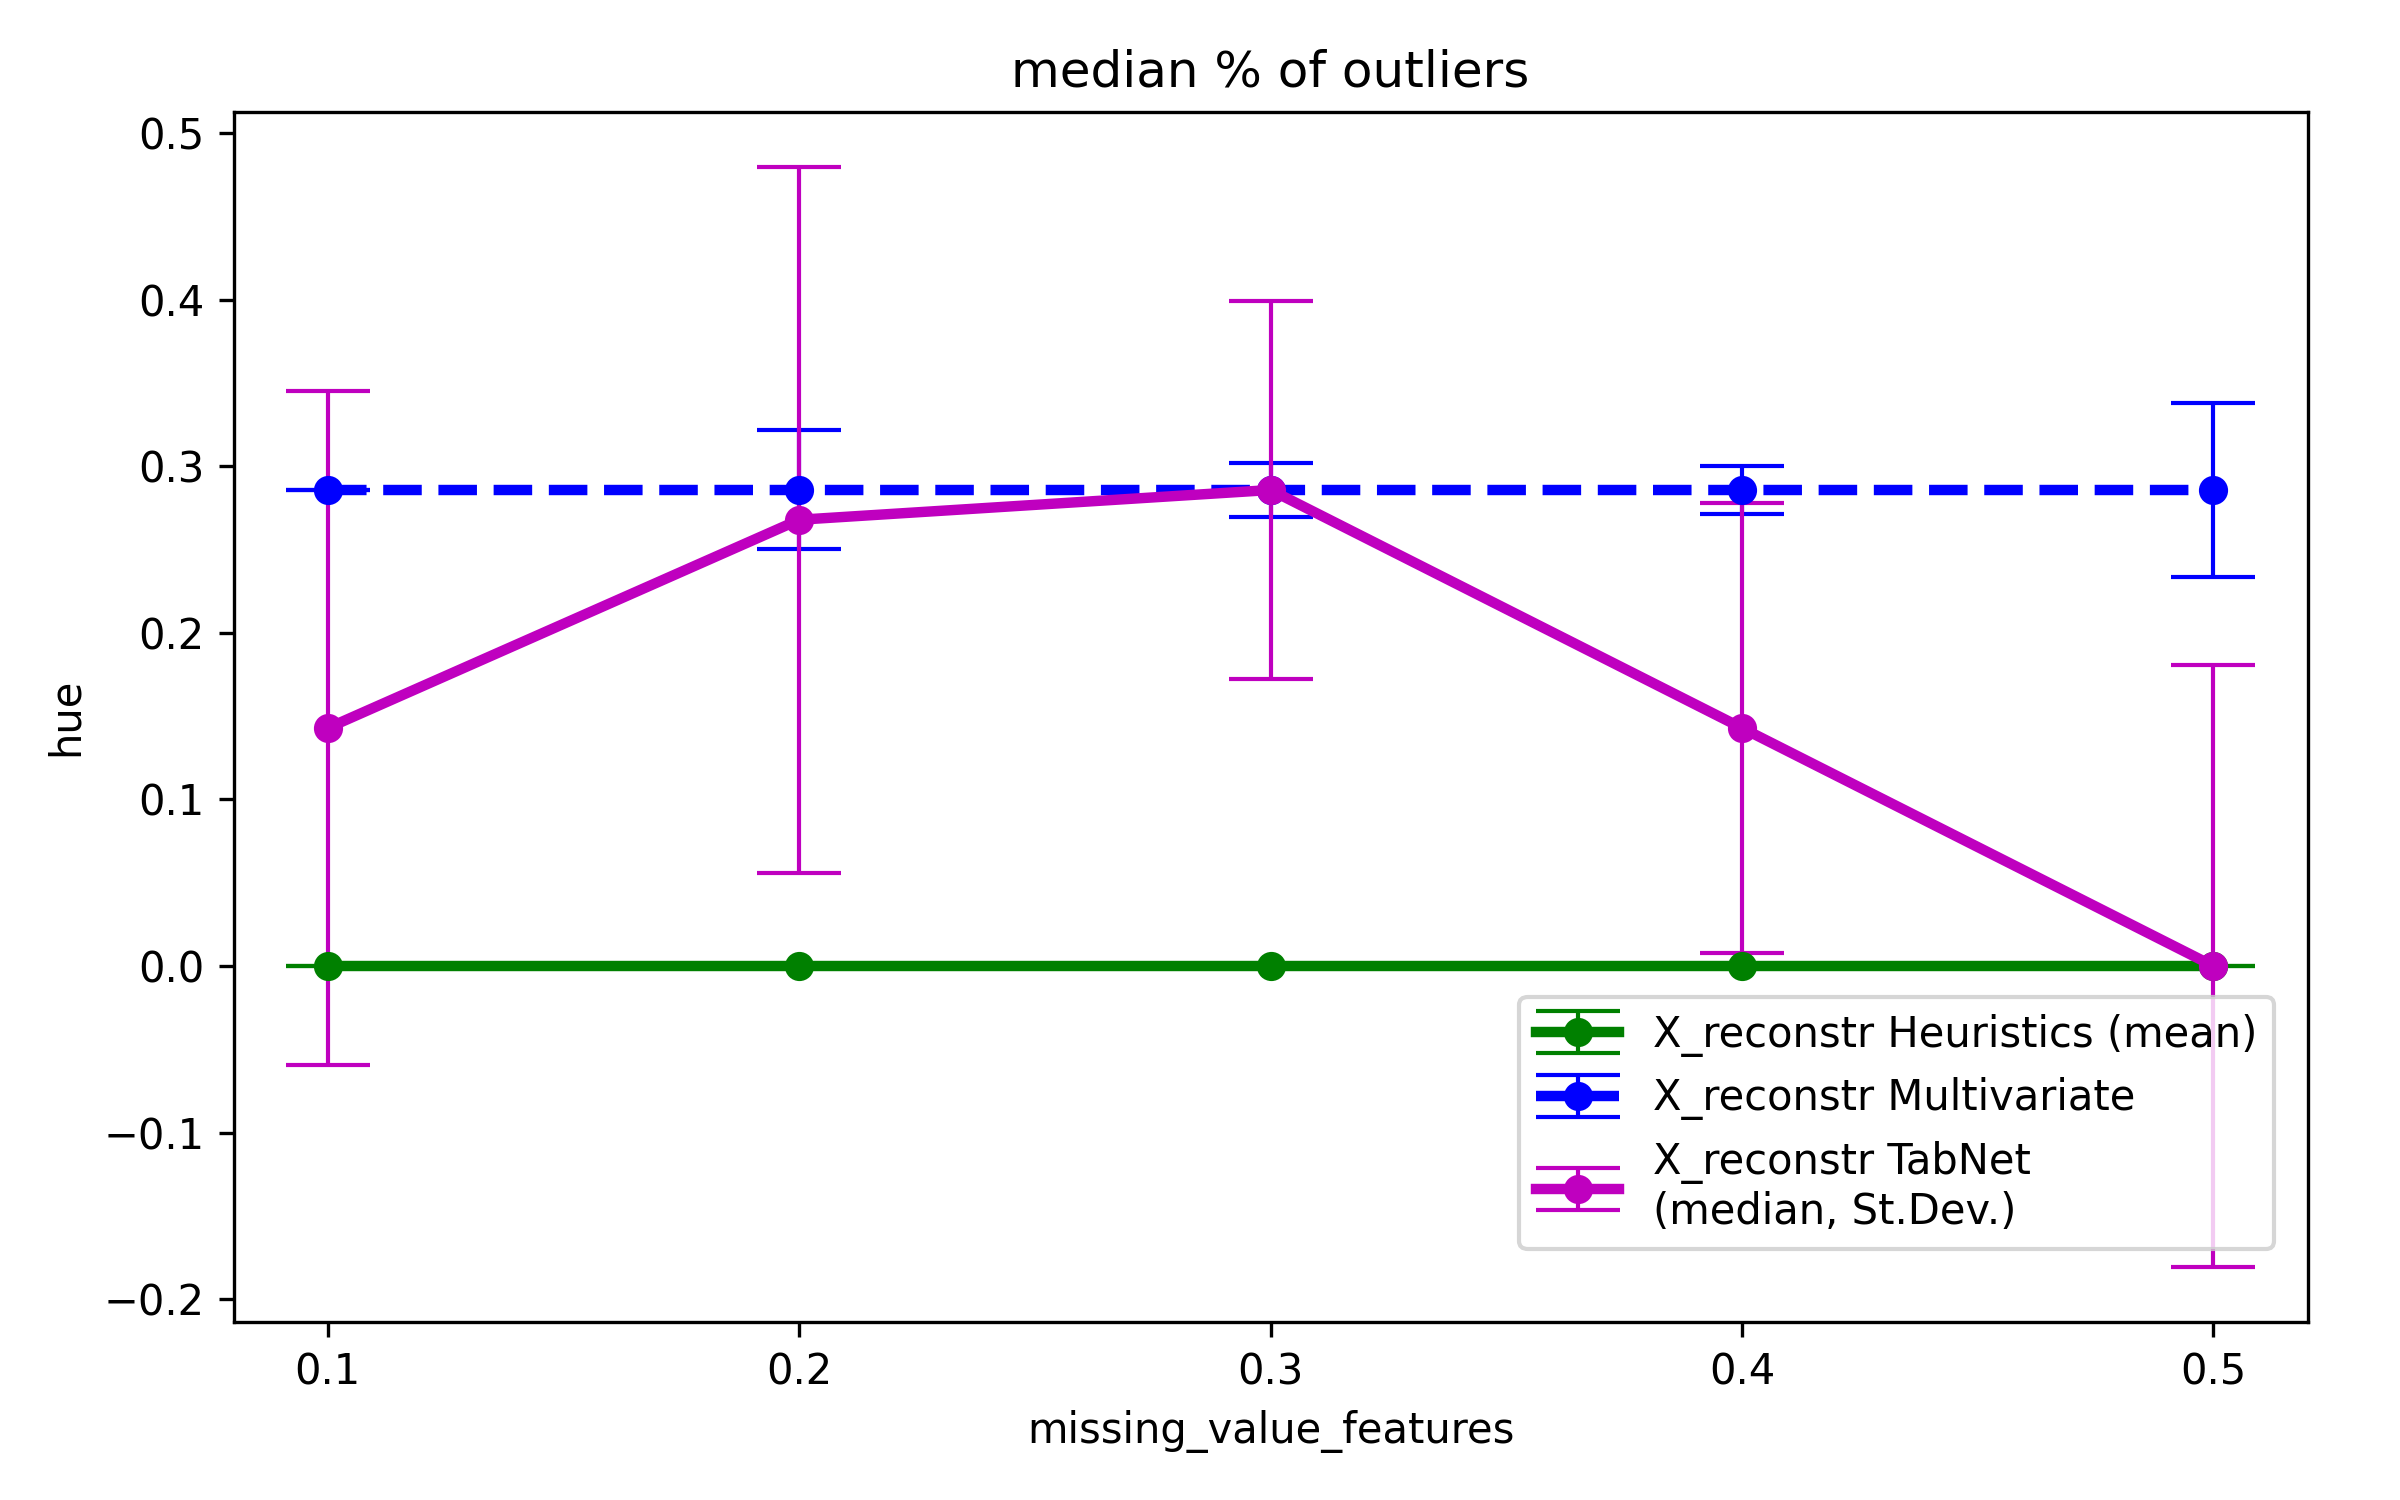 median % of outliers
0.5
0.4
0.3
0.2
0.1
0.0
−0.1
−0.2
hue
X_reconstr Heuristics (mean)
X_reconstr Multivariate
X_reconstr TabNet
(median, St.Dev.)
0.1 0.2 0.3 0.4 0.5
missing_value_features